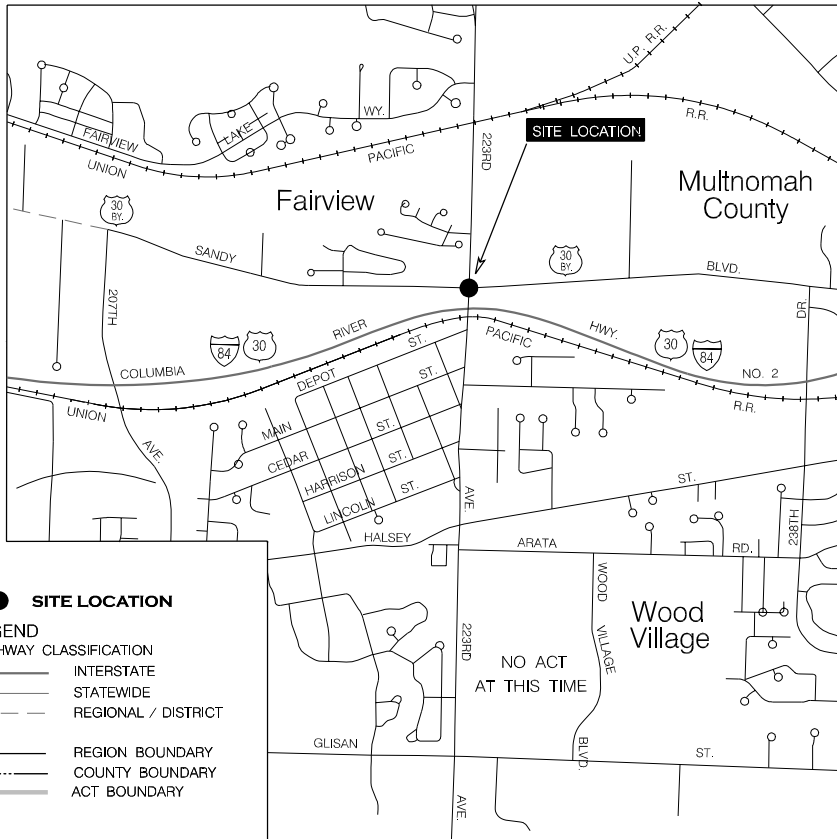 U.P. R.R.
R.R.
FAIRVIEW
LAKE
WY.
UNION
PACIFIC
223RD
SITE LOCATION
Fairview
Multnomah
County
30
BY.
30
BY.
SANDY
BLVD.
207TH
DR.
RIVER
HWY.
84
30
PACIFIC
30
84
COLUMBIA
NO. 2
UNION
R.R.
DEPOT
ST.
MAIN
ST.
CEDAR
ST.
HARRISON
ST.
LINCOLN
ST.
AVE.
AVE.
ST.
238TH
HALSEY
ARATA
RD.
WOOD
VILLAGE
BLVD.
Wood
Village
223RD
NO ACT
AT THIS TIME
SITE LOCATION
GEND
HWAY CLASSIFICATION
INTERSTATE
STATEWIDE
REGIONAL / DISTRICT
REGION BOUNDARY
COUNTY BOUNDARY
ACT BOUNDARY
GLISAN
ST.
AVE.